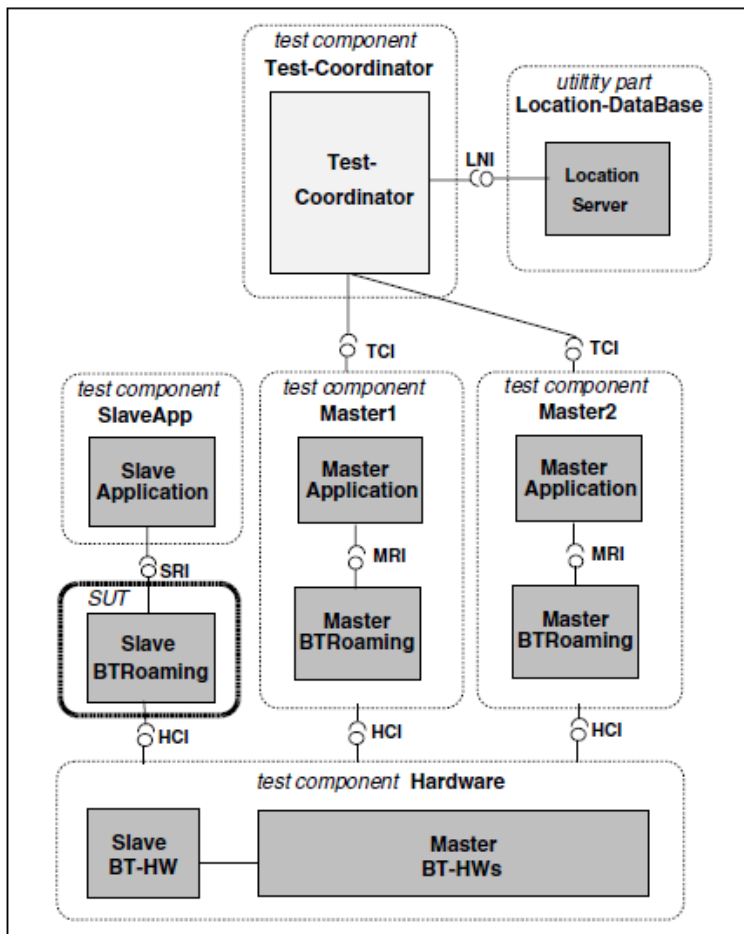 test component
Test-Coordinator
utiltity part
Location-DataBase
Test-
Coordinator
LNI
Location
Server
TCI
TCI
test component
SlaveApp
test component
Master1
test component
Master2
Slave
Application
Master
Application
Master
Application
SRI
MRI
MRI
SUT
Slave
BTRoaming
Master
BTRoaming
Master
BTRoaming
HCI
HCI
HCI
test component Hardware
Slave
BT-HW
Master
BT-HWs